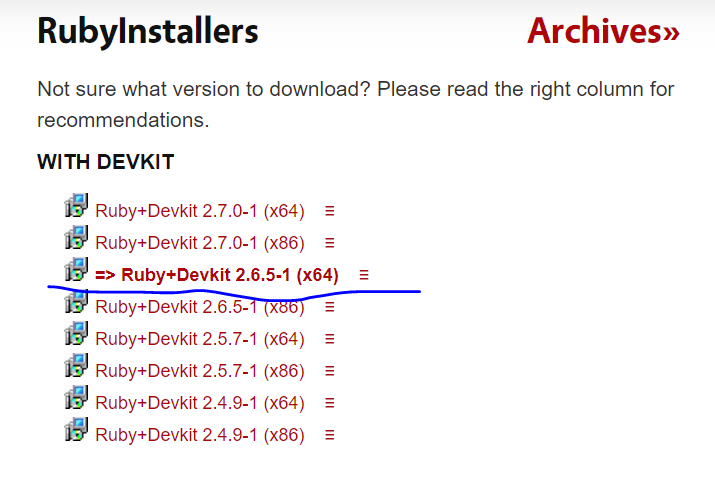 RubyInstallers Archives»
Not sure what version to download? Please read the right column for
recommendations.
WITH DEVKIT
Ruby+Devkit 2.7.0-1 (x64) ≡
Ruby+Devkit 2.7.0-1 (x86) ≡
=> Ruby+Devkit 2.6.5-1 (x64) ≡
Ruby+Devkit 2.6.5-1 (x86) ≡
Ruby+Devkit 2.5.7-1 (x64) ≡
Ruby+Devkit 2.5.7-1 (x86) ≡
Ruby+Devkit 2.4.9-1 (x64) ≡
Ruby+Devkit 2.4.9-1 (x86) ≡